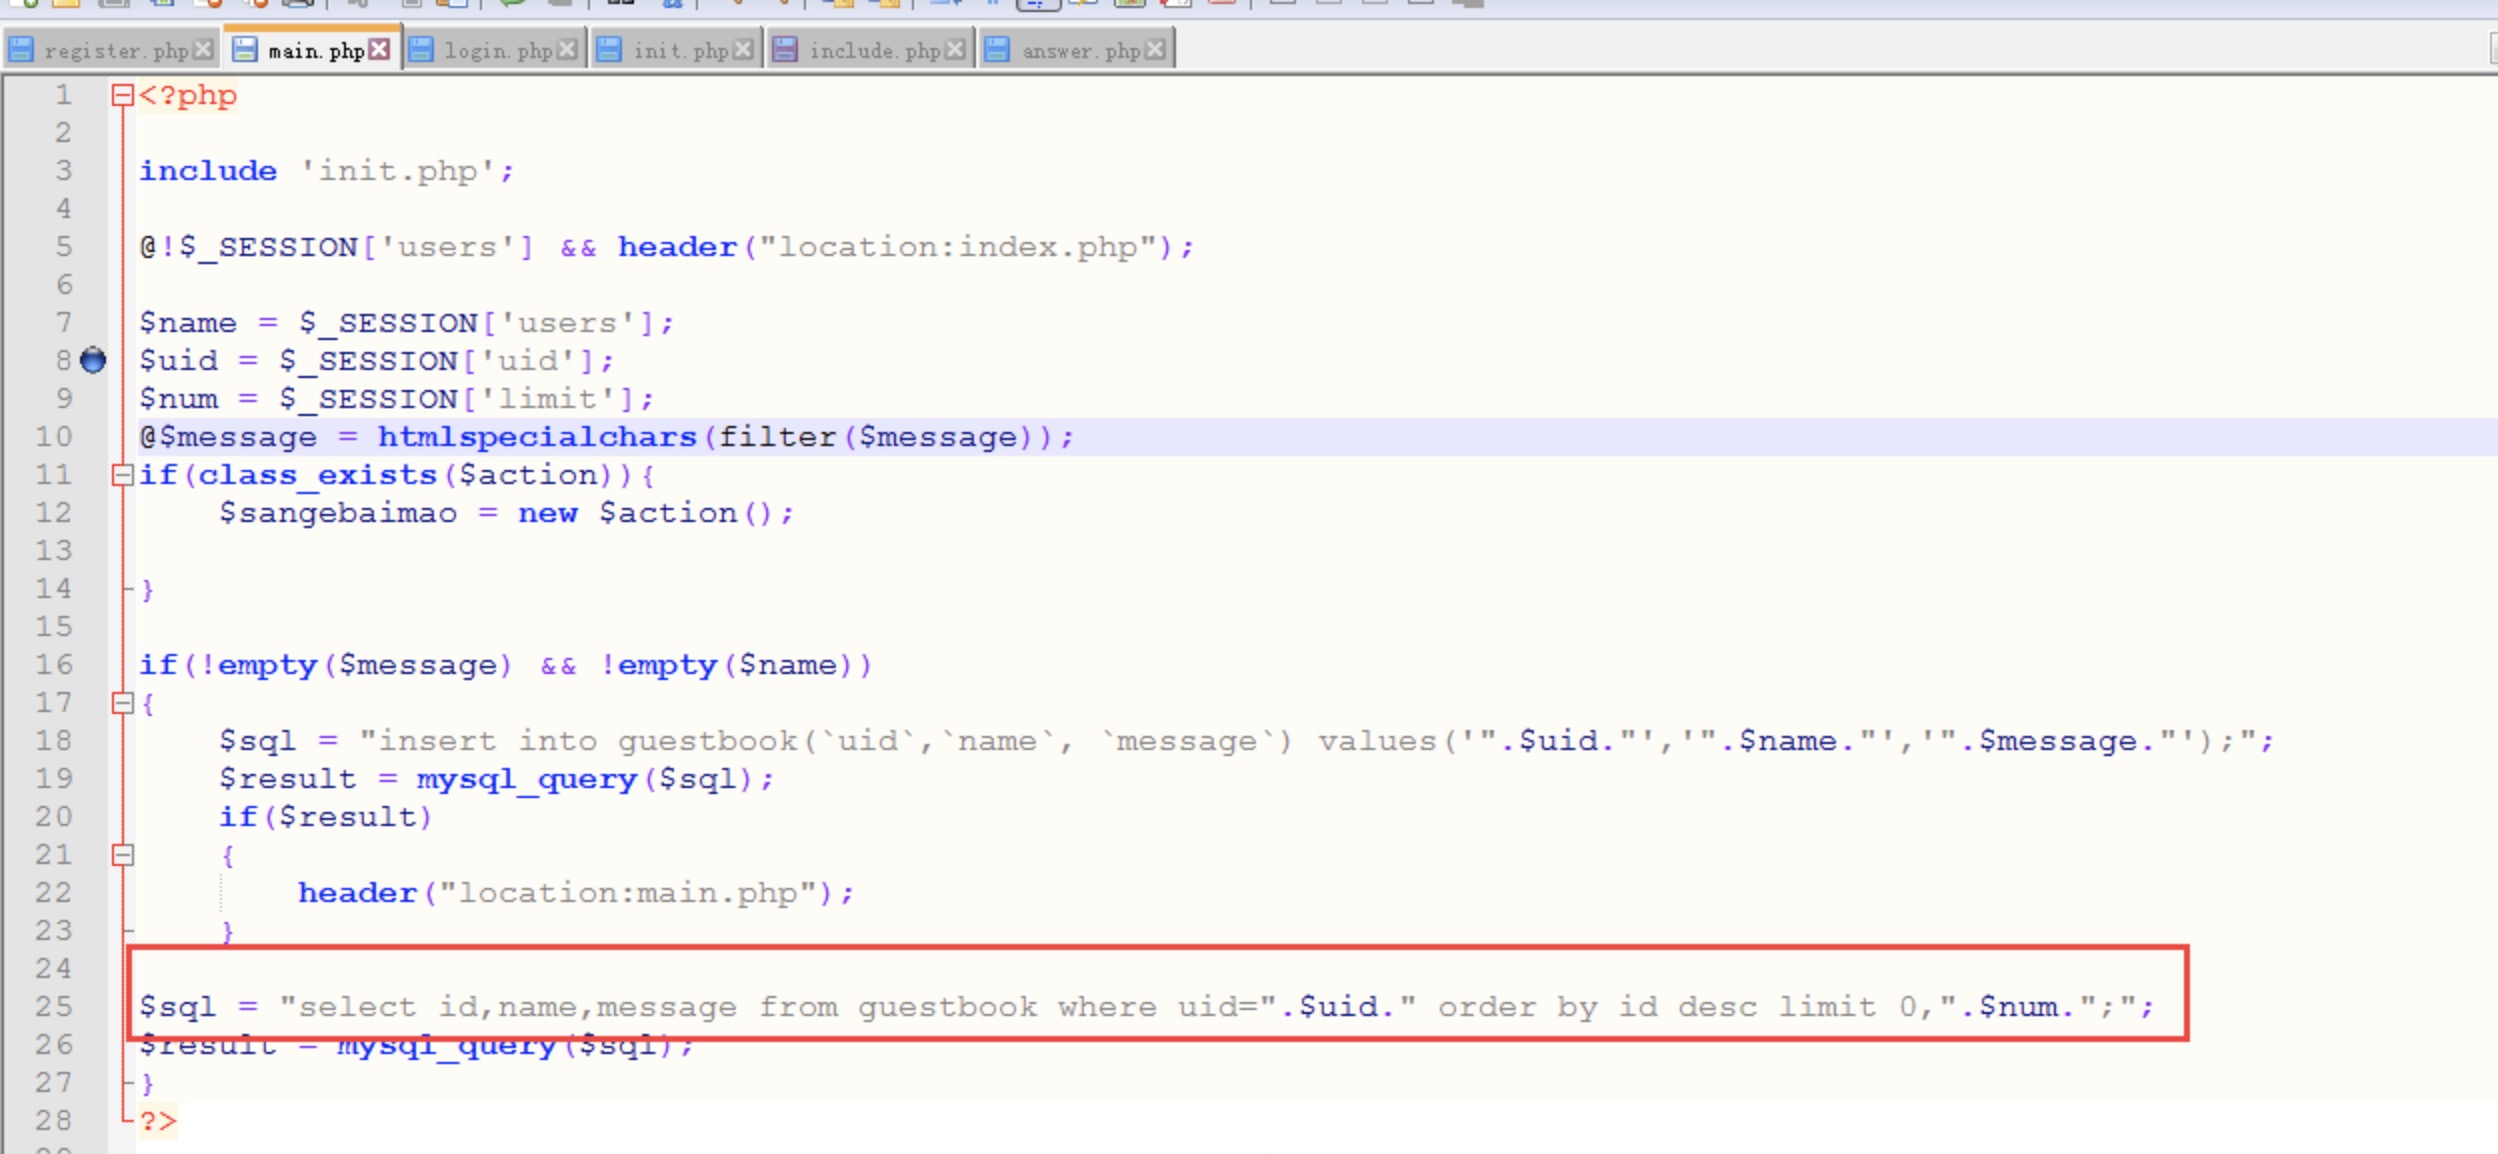 register.php main.php login.php init.php include.php answer.php
1 <?php
2
3 include 'init.php';
4
5 @!$_SESSION['users'] && header("location:index.php");
6
7 $name = $_SESSION['users'];
8 $uid = $_SESSION['uid'];
9 $num = $_SESSION['limit'];
10 @$message = htmlspecialchars(filter($message));
11 if(class_exists($action)){
12 $sangebaimao = new $action();
13
14 }
15
16 if(!empty($message) && !empty($name))
17 {
18 $sql = "insert into guestbook(`uid`,`name`, `message`) values('".$uid."','".$name."','".$message."');";
19 $result = mysql_query($sql);
20 if($result)
21 {
22 header("location:main.php");
23 }
24
25 $sql = "select id,name,message from guestbook where uid=".$uid." order by id desc limit 0,".$num.";";
26 $result = mysql_query($sql);
27 }
28 ?>